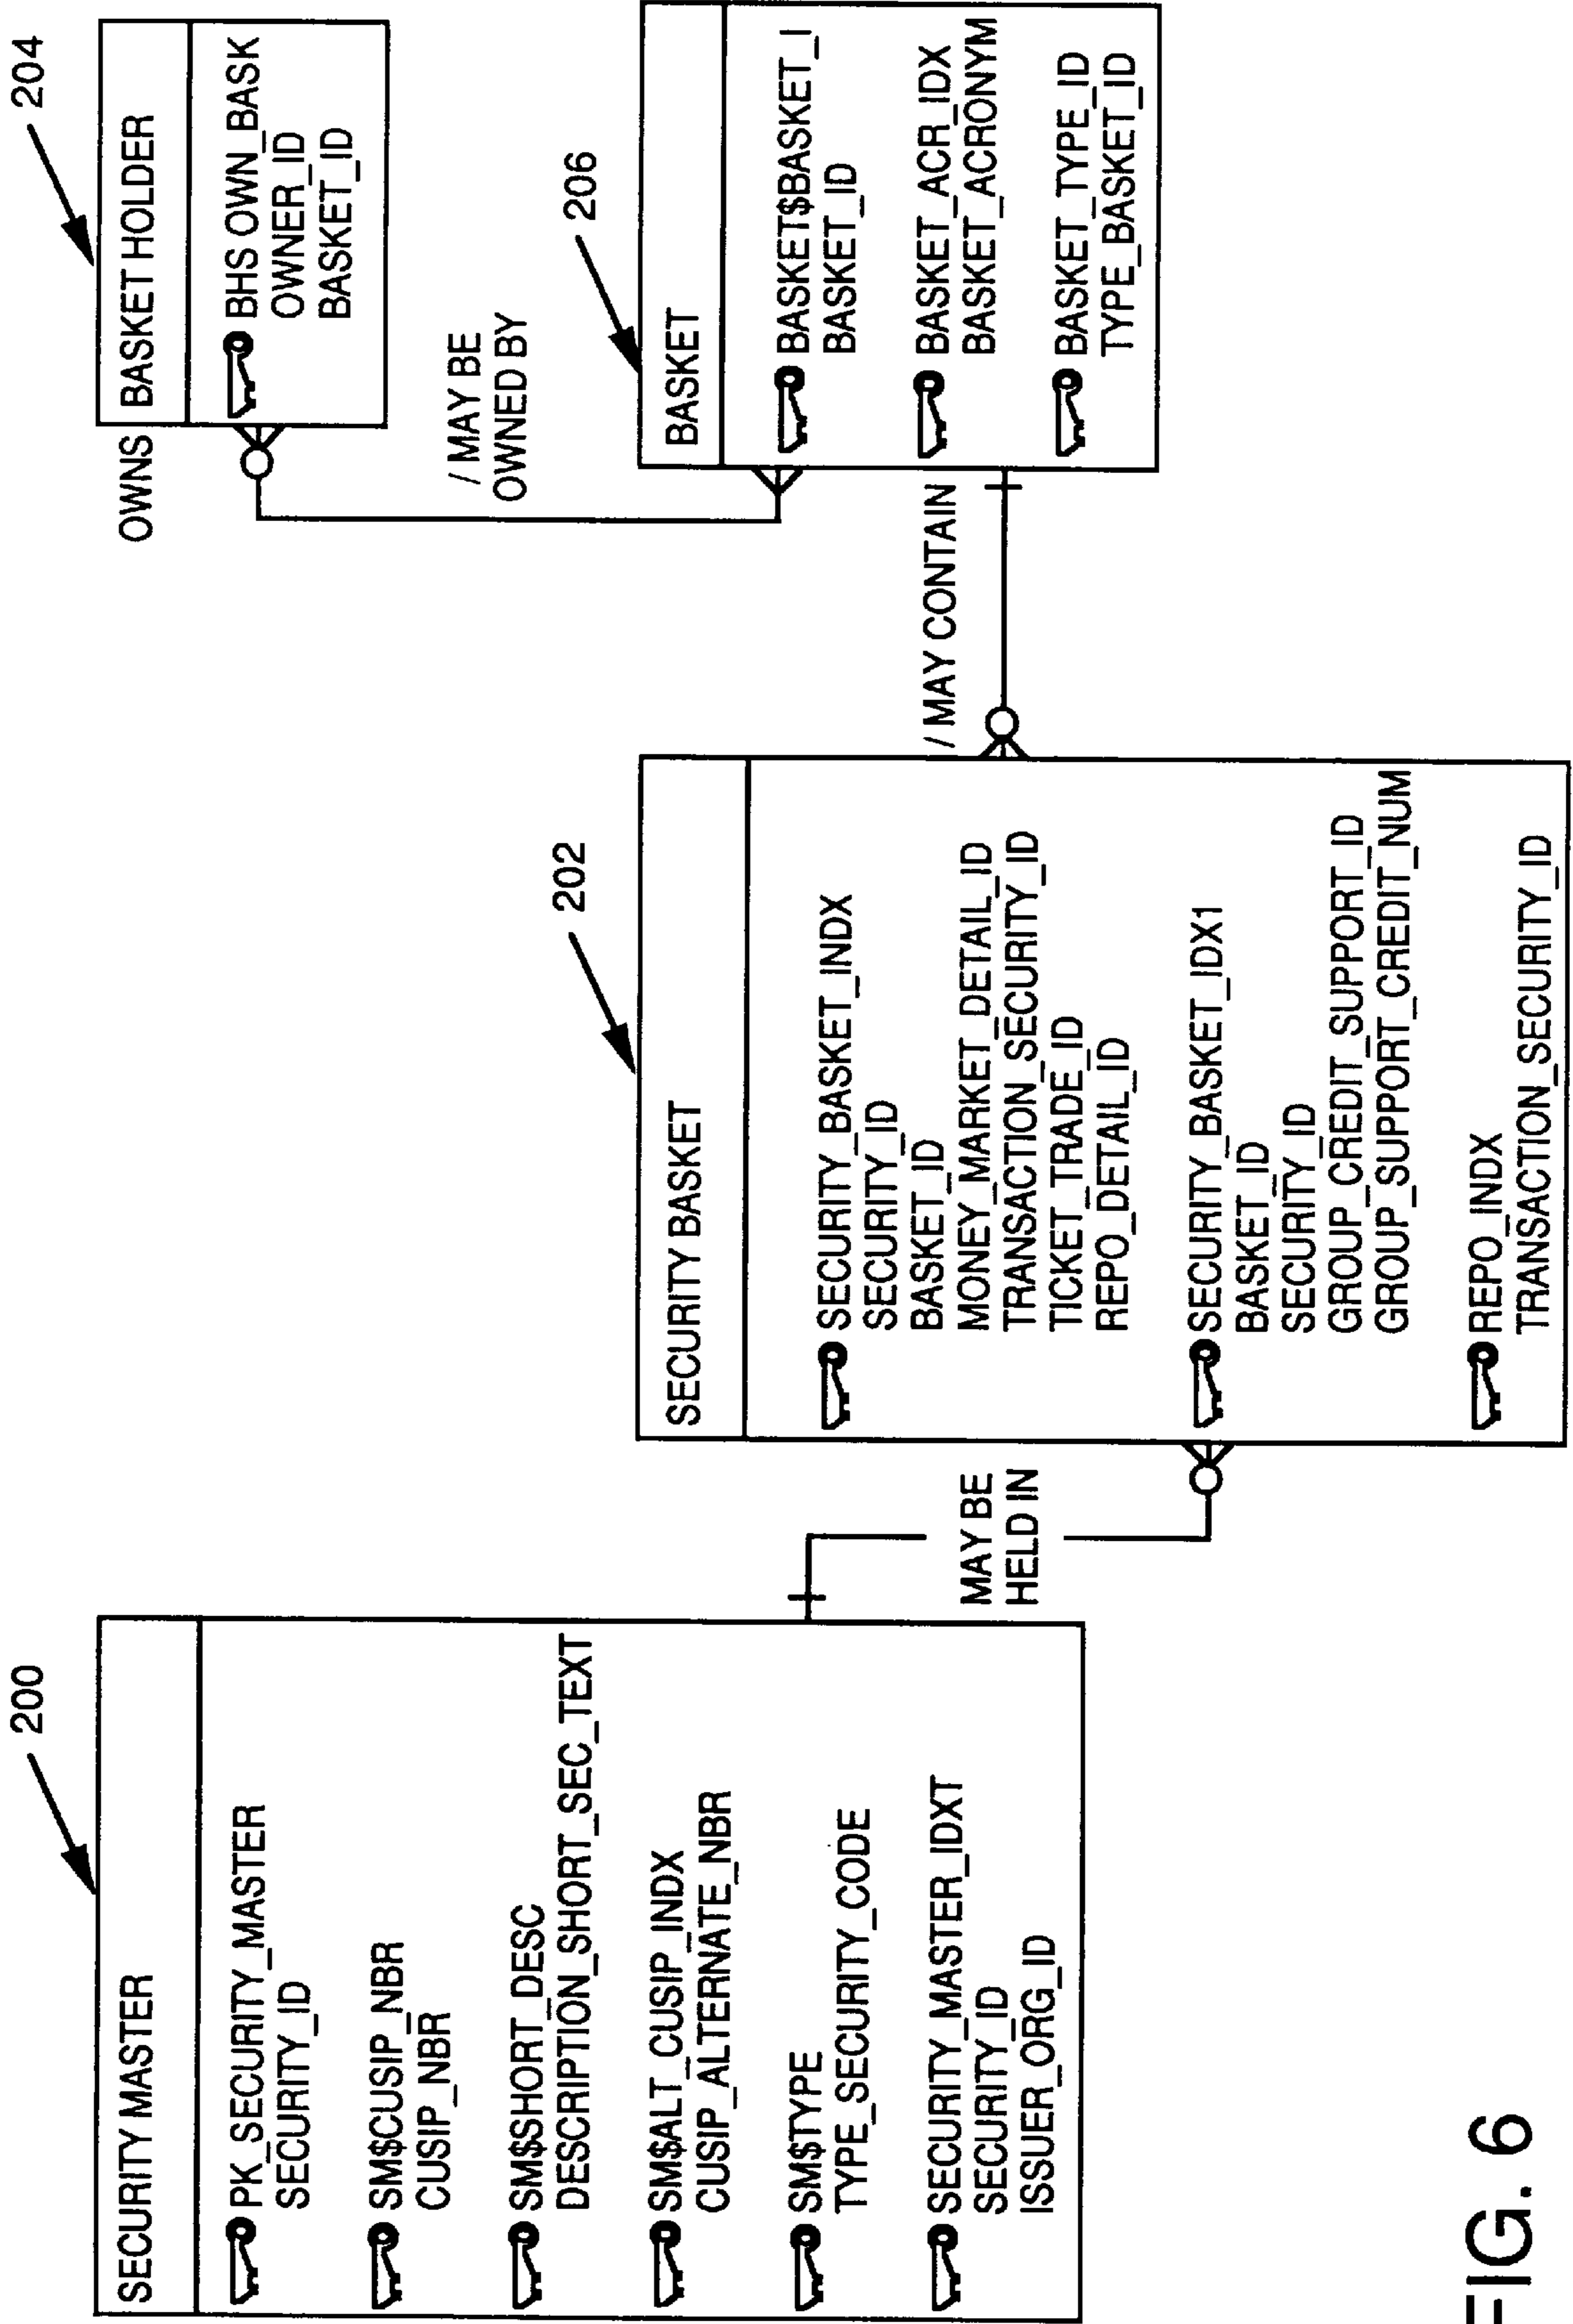 200
SECURITY MASTER
PK_SECURITY_MASTER
SECURITY_ID
SM$CUSIP_NBR
CUSIP_NBR
SM$SHORT_DESC
DESCRIPTION_SHORT_SEC_TEXT
SM$ALT_CUSIP_INDX
CUSIP_ALTERNATE_NBR
SM$TYPE
TYPE_SECURITY_CODE
SECURITY_MASTER_IDXT
SECURITY_ID
ISSUER_ORG_ID
MAY BE
HELD IN
202
SECURITY BASKET
SECURITY_BASKET_INDX
SECURITY_ID
BASKET_ID
MONEY_MARKET_DETAIL_ID
TRANSACTION_SECURITY_ID
TICKET_TRADE_ID
REPO_DETAIL_ID
SECURITY_BASKET_IDX1
BASKET_ID
SECURITY_ID
GROUP_CREDIT_SUPPORT_ID
GROUP_SUPPORT_CREDIT_NUM
REPO_INDX
TRANSACTION_SECURITY_ID
/ MAY CONTAIN
204
OWNS
BASKET HOLDER
BHS OWN_BASK
OWNER_ID
BASKET_ID
/ MAY BE
OWNED BY
206
BASKET
BASKET$BASKET_I
BASKET_ID
BASKET_ACR_IDX
BASKET_ACRONYM
BASKET_TYPE_ID
TYPE_BASKET_ID
FIG. 6